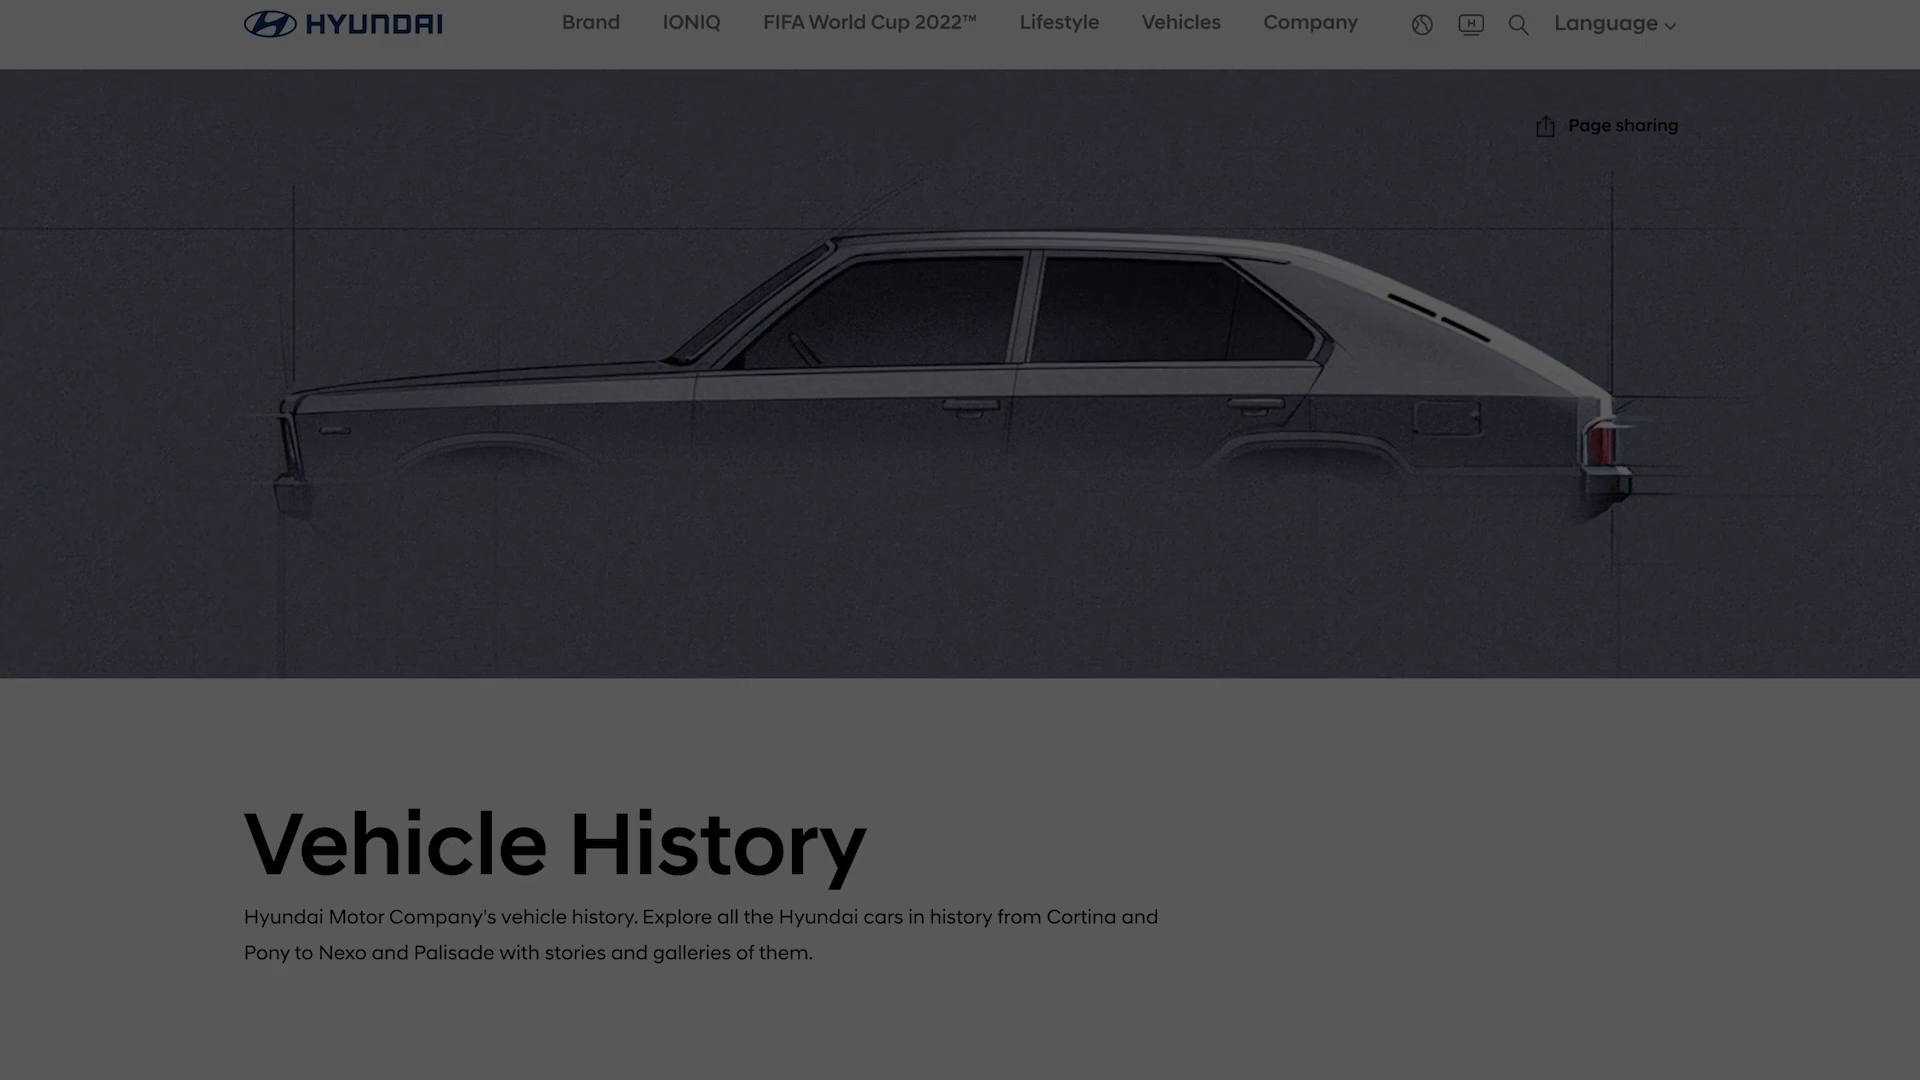 HYUNDAI
Brand IONIQ FIFA World Cup 2022™ Lifestyle Vehicles Company H Language
Page sharing
Vehicle History
Hyundai Motor Company's vehicle history. Explore all the Hyundai cars in history from Cortina and
Pony to Nexo and Palisade with stories and galleries of them.